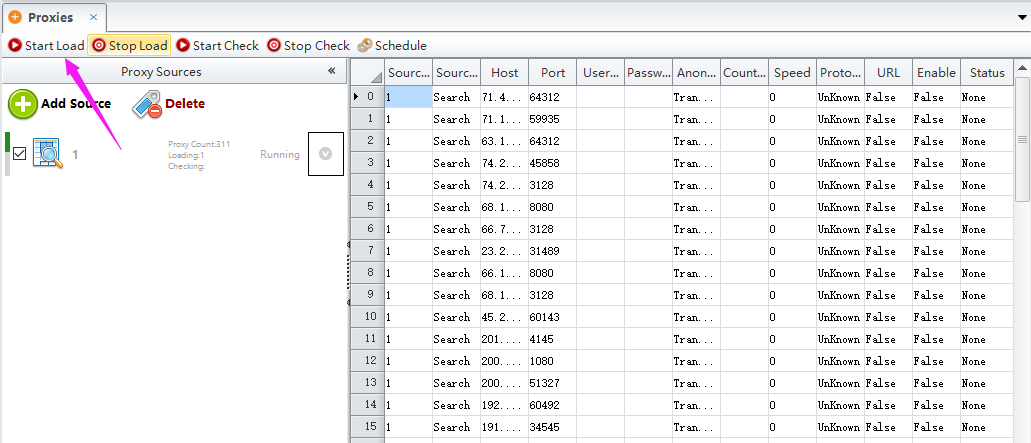 Proxies ×
Start Load Stop Load Start Check Stop Check Schedule
Proxy Sources «
Add Source Delete
1
Proxy Count:311
Loading:1
Checking:
Running
Sourc... Sourc... Host Port User... Passw... Anon... Count... Speed Proto... URL Enable Status
0 1 Search 71.4... 64312 Tran... 0 UnKnown False False None
1 1 Search 71.1... 59935 Tran... 0 UnKnown False False None
2 1 Search 63.1... 64312 Tran... 0 UnKnown False False None
3 1 Search 74.2... 45858 Tran... 0 UnKnown False False None
4 1 Search 74.2... 3128 Tran... 0 UnKnown False False None
5 1 Search 68.1... 8080 Tran... 0 UnKnown False False None
6 1 Search 66.7... 3128 Tran... 0 UnKnown False False None
7 1 Search 23.2... 31489 Tran... 0 UnKnown False False None
8 1 Search 66.1... 8080 Tran... 0 UnKnown False False None
9 1 Search 68.1... 3128 Tran... 0 UnKnown False False None
10 1 Search 45.2... 60143 Tran... 0 UnKnown False False None
11 1 Search 201.... 4145 Tran... 0 UnKnown False False None
12 1 Search 200.... 1080 Tran... 0 UnKnown False False None
13 1 Search 200.... 51327 Tran... 0 UnKnown False False None
14 1 Search 192.... 60492 Tran... 0 UnKnown False False None
15 1 Search 191.... 34545 Tran... 0 UnKnown False False None